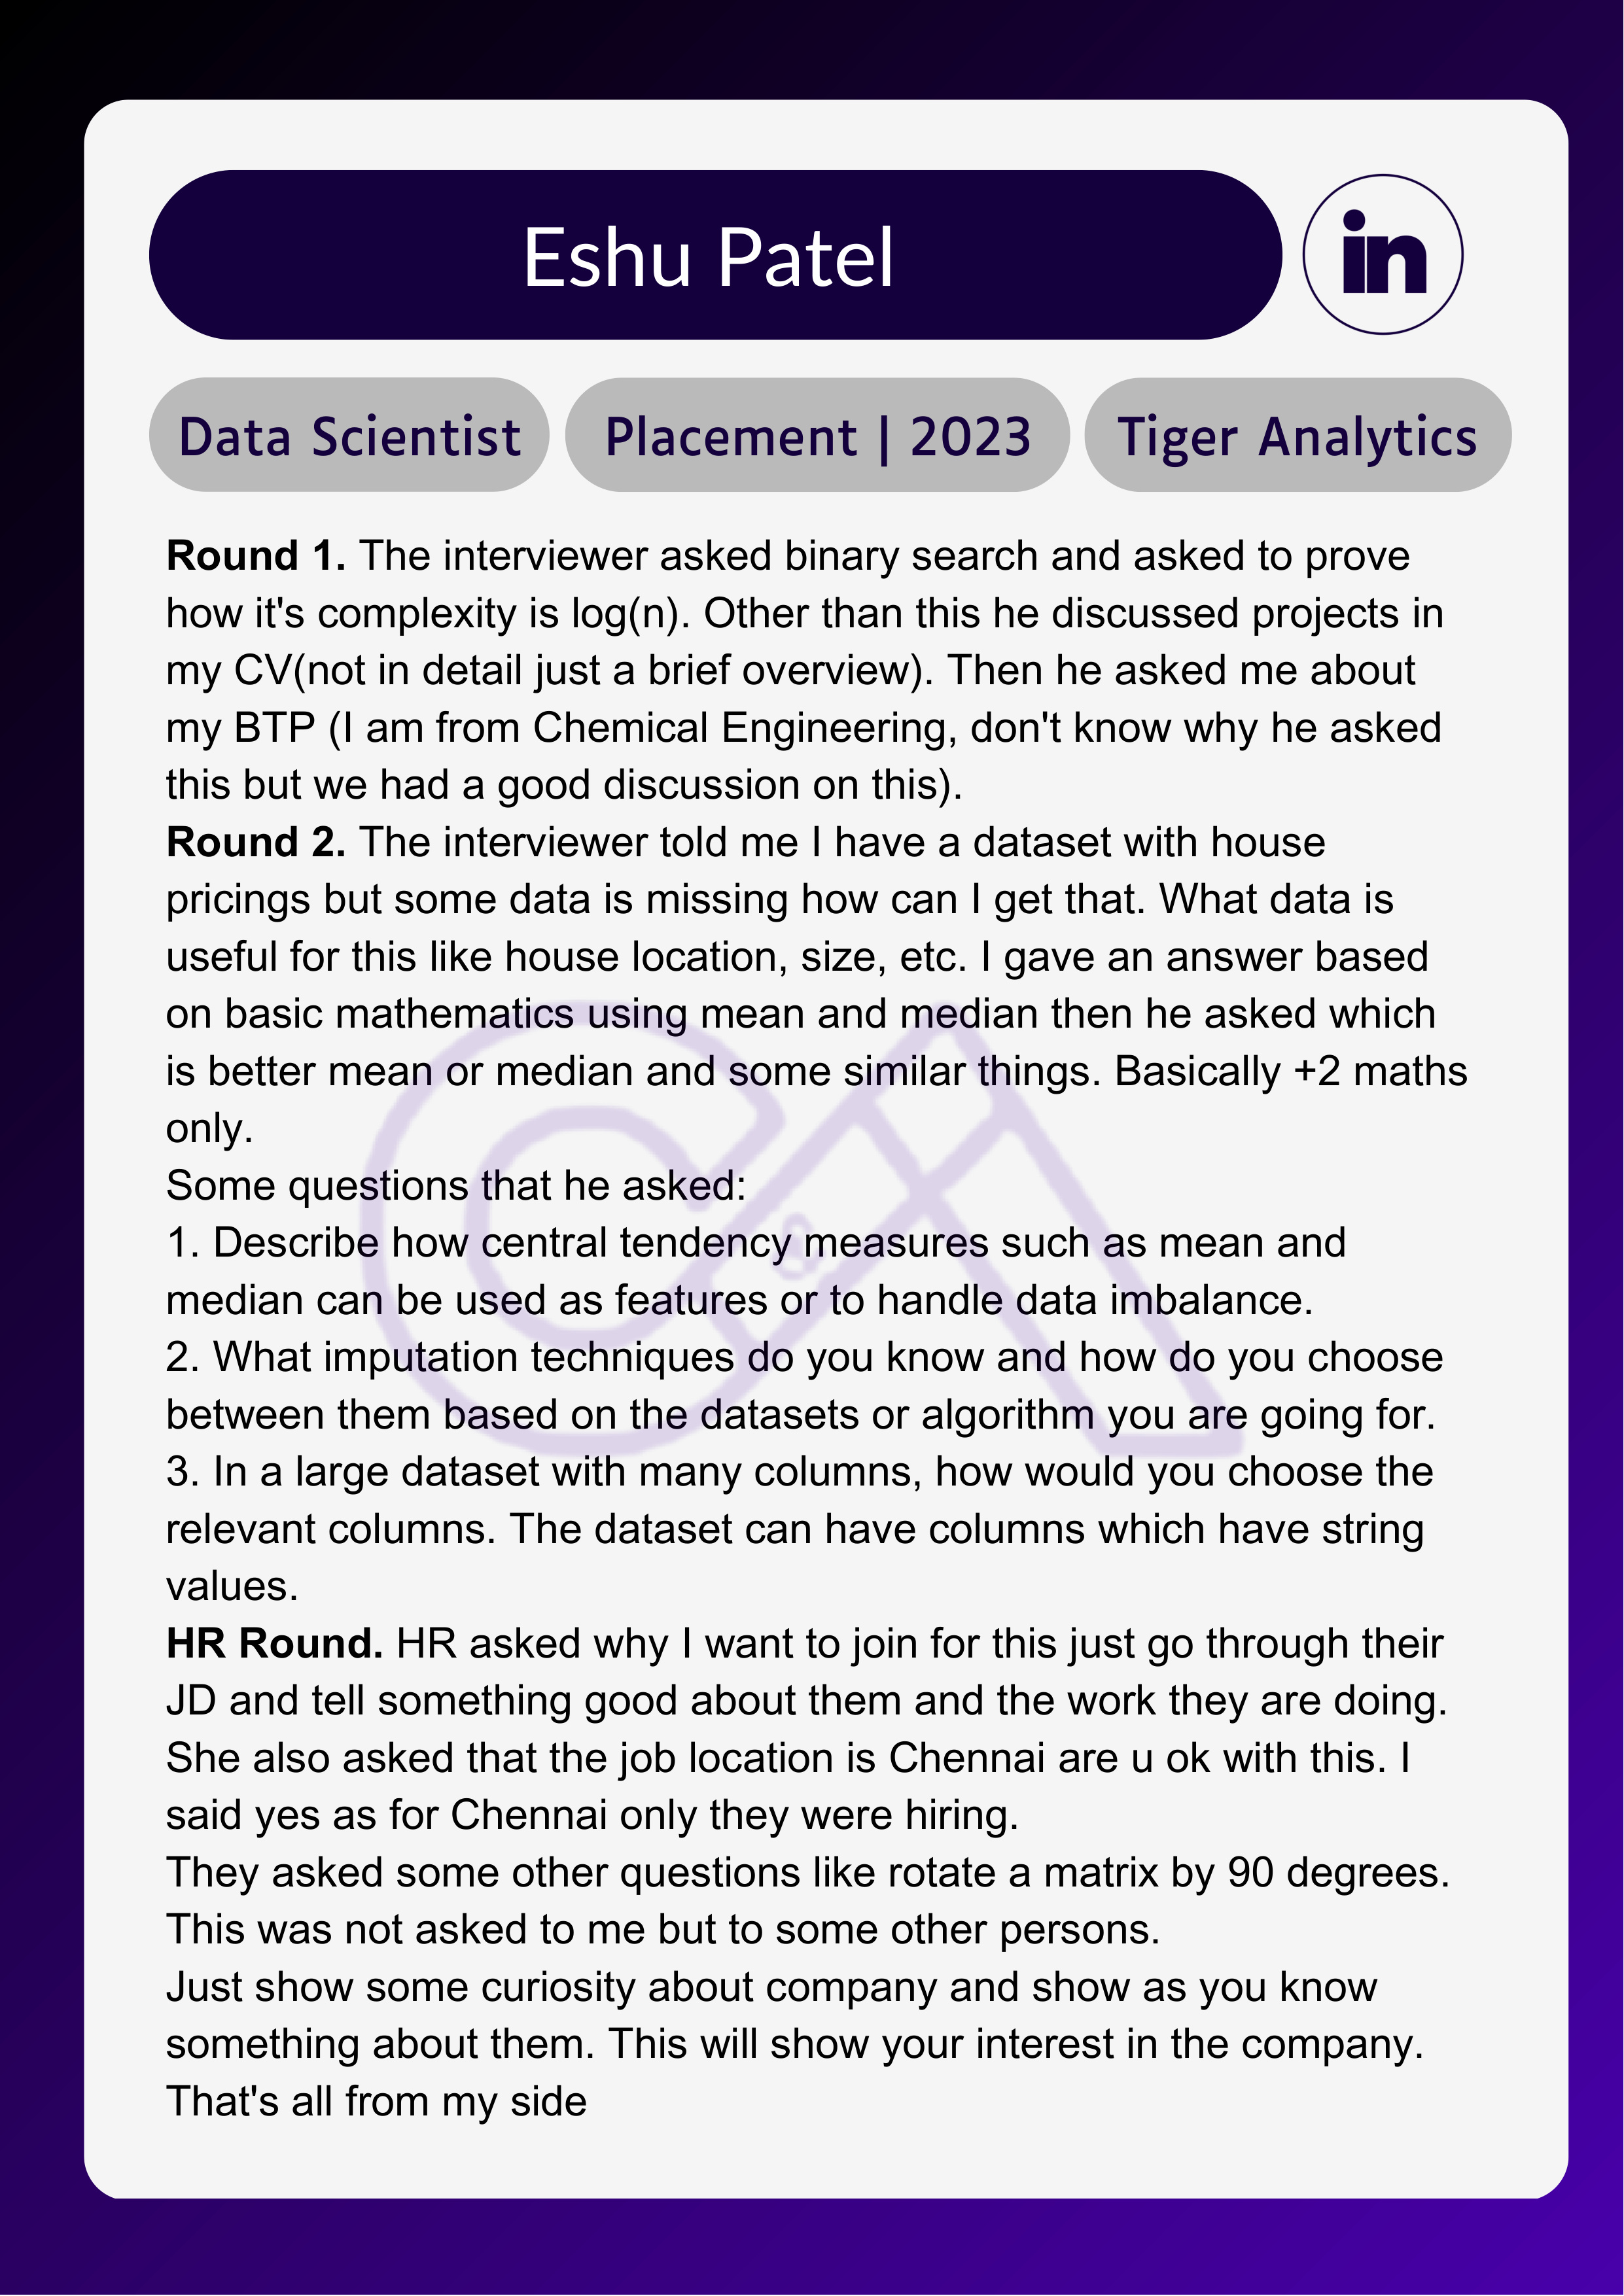 Eshu Patel
in
Data Scientist
Placement | 2023
Tiger Analytics
Round 1. The interviewer asked binary search and asked to prove
how it's complexity is log(n). Other than this he discussed projects in
my CV(not in detail just a brief overview). Then he asked me about
my BTP (I am from Chemical Engineering, don't know why he asked
this but we had a good discussion on this).
Round 2. The interviewer told me I have a dataset with house
pricings but some data is missing how can I get that. What data is
useful for this like house location, size, etc. I gave an answer based
on basic mathematics using mean and median then he asked which
is better mean or median and some similar things. Basically +2 maths
only.
Some questions that he asked:
1. Describe how central tendency measures such as mean and
median can be used as features or to handle data imbalance.
2. What imputation techniques do you know and how do you choose
between them based on the datasets or algorithm you are going for.
3. In a large dataset with many columns, how would you choose the
relevant columns. The dataset can have columns which have string
values.
HR Round. HR asked why I want to join for this just go through their
JD and tell something good about them and the work they are doing.
She also asked that the job location is Chennai are u ok with this. I
said yes as for Chennai only they were hiring.
They asked some other questions like rotate a matrix by 90 degrees.
This was not asked to me but to some other persons.
Just show some curiosity about company and show as you know
something about them. This will show your interest in the company.
That's all from my side